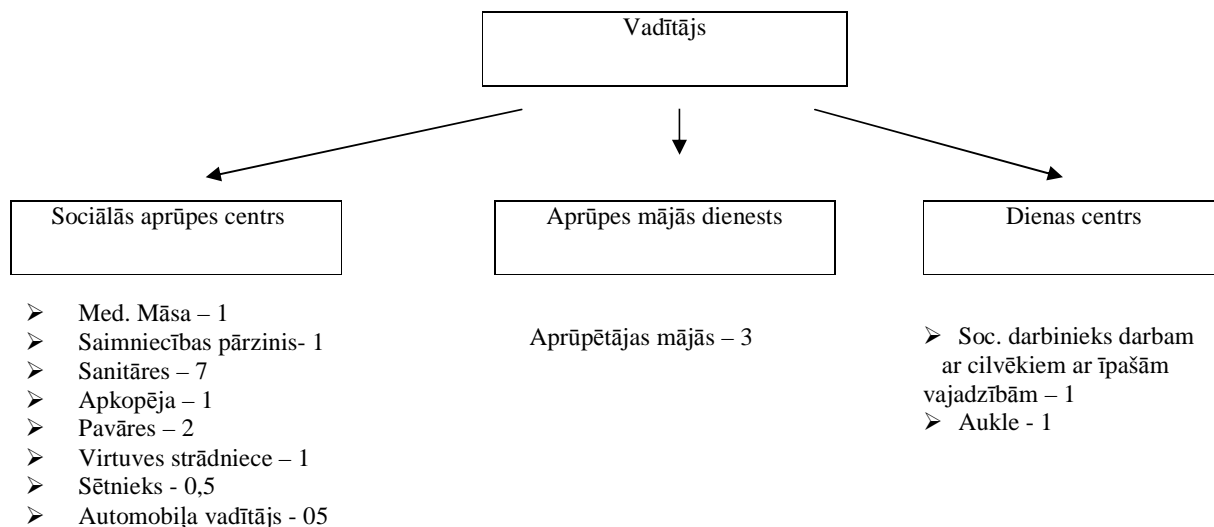 Vadītājs
Sociālās aprūpes centrs
Aprūpes mājās dienests
Dienas centrs
➢ Med. Māsa – 1
➢ Saimniecības pārzinis- 1
➢ Sanitāres – 7
➢ Apkopēja – 1
➢ Pavāres – 2
➢ Virtuves strādniece – 1
➢ Sētnieks - 0,5
➢ Automobiļa vadītājs - 05
Aprūpētājas mājās – 3
➢ Soc. darbinieks darbam
ar cilvēkiem ar īpašām
vajadzībām – 1
➢ Aukle - 1